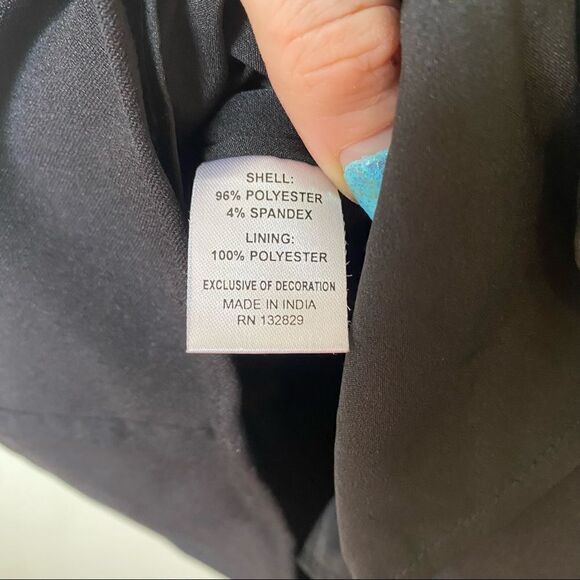 SHELL:
96% POLYESTER
4% SPANDEX
LINING:
100% POLYESTER
EXCLUSIVE OF DECORATION
MADE IN INDIA
RN 132829